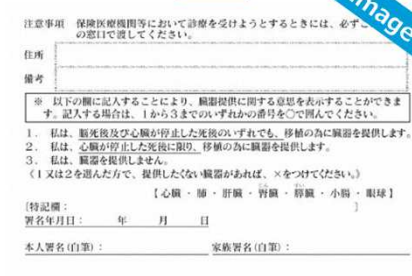 注意事項 保険医療機関等において診療を受けようとするときには、必ずこ
の窓口で渡してください。
mage
住所
備考
※ 以下の欄に記入することにより、臓器提供に関する意思を表示することができま
す。記入する場合は、1から3までのいずれかの番号を○で囲んでください。
1. 私は、脳死後及び心臓が停止した死後のいずれでも、移植の為に臓器を提供します。
2. 私は、心臓が停止した死後に限り、移植の為に臓器を提供します。
3. 私は、臓器を提供しません。
《1又は2を選んだ方で、提供したくない臓器があれば、×をつけてください。》
【心臓・肺・肝臓・腎臓・膵臓・小腸・眼球】
[特記欄: ]
署名年月日: 年 月 日
本人署名(自筆): 家族署名(自筆):